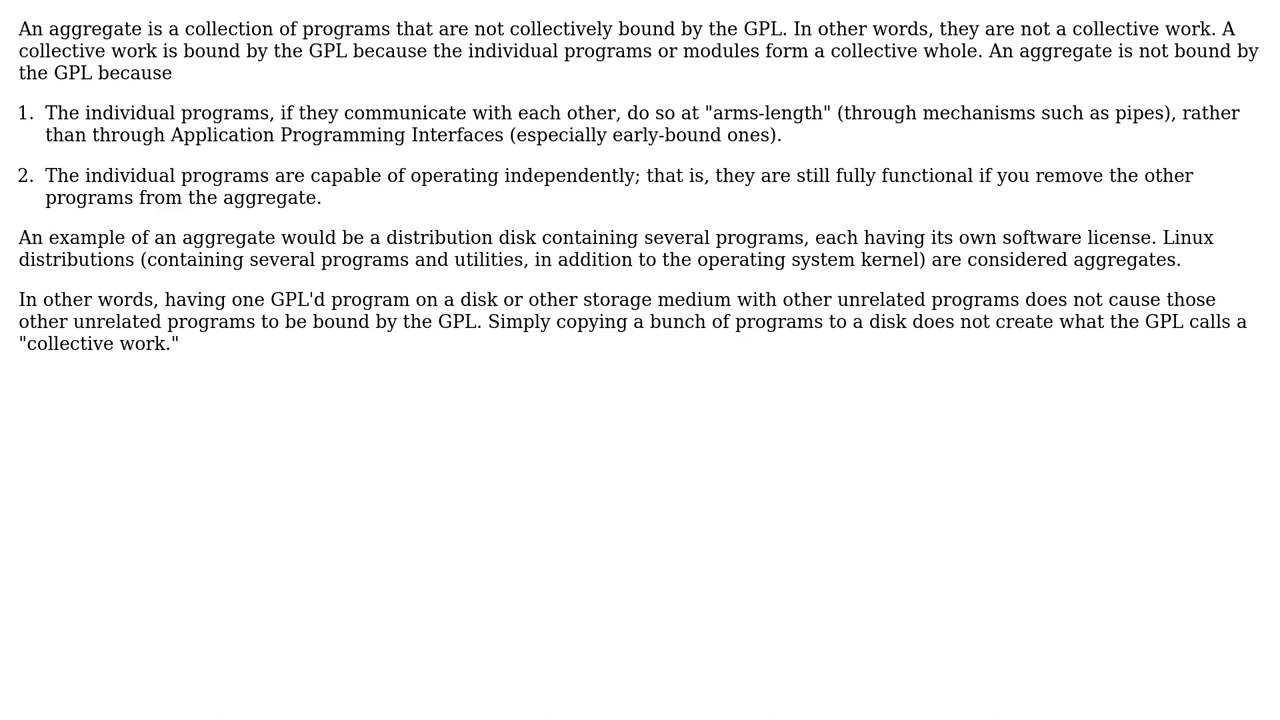 An aggregate is a collection of programs that are not collectively bound by the GPL. In other words, they are not a collective work. A
collective work is bound by the GPL because the individual programs or modules form a collective whole. An aggregate is not bound by
the GPL because
1. The individual programs, if they communicate with each other, do so at "arms-length" (through mechanisms such as pipes), rather
than through Application Programming Interfaces (especially early-bound ones).
2. The individual programs are capable of operating independently; that is, they are still fully functional if you remove the other
programs from the aggregate.
An example of an aggregate would be a distribution disk containing several programs, each having its own software license. Linux
distributions (containing several programs and utilities, in addition to the operating system kernel) are considered aggregates.
In other words, having one GPL'd program on a disk or other storage medium with other unrelated programs does not cause those
other unrelated programs to be bound by the GPL. Simply copying a bunch of programs to a disk does not create what the GPL calls a
"collective work."